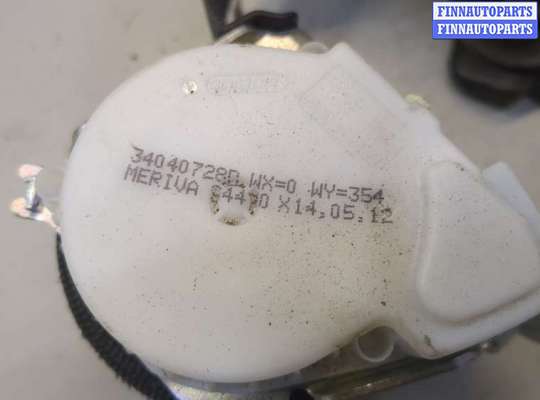 FINNAUTOPARTS
FINNAUTOPARTS
34040728D WX=0 WY=354
MERIVA X14,05,12